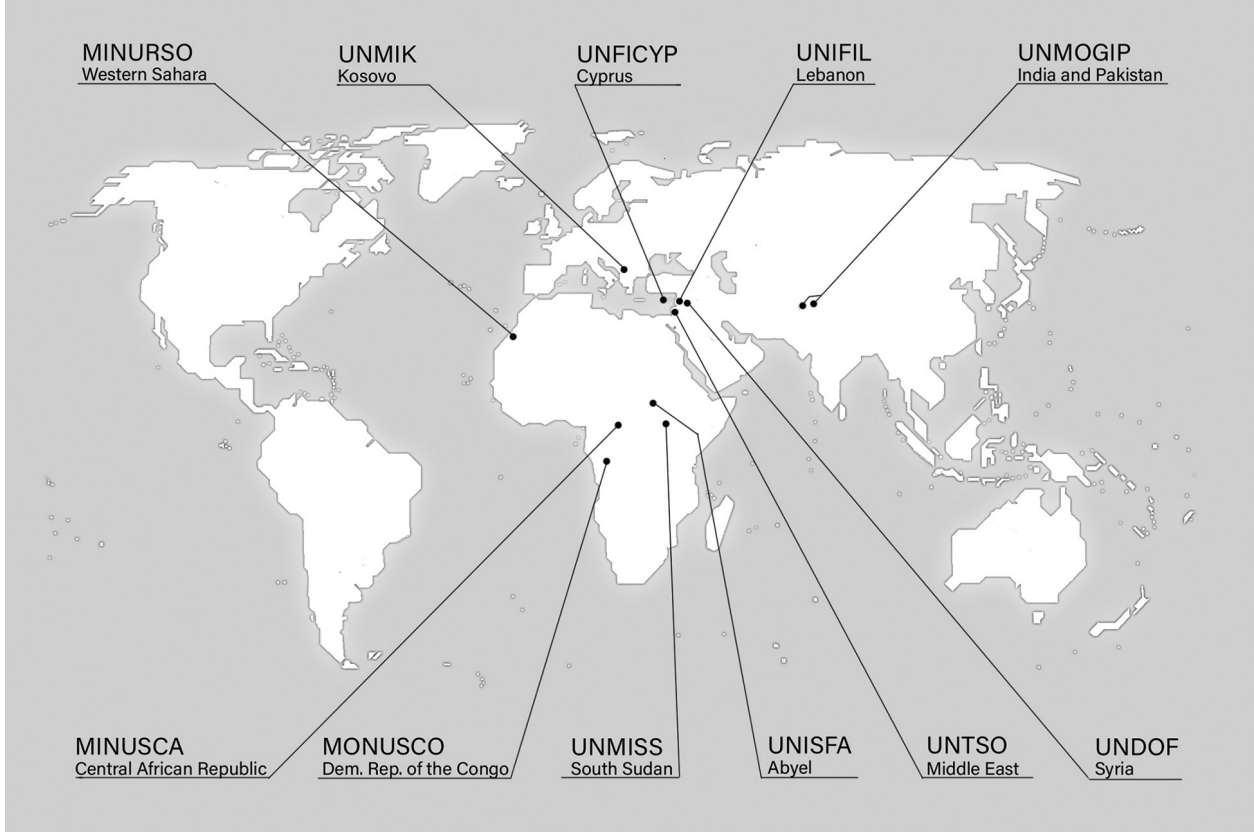 MINURSO
Western Sahara
UNMIK
Kosovo
UNFICYP
Cyprus
UNIFIL
Lebanon
UNMOGIP
India and Pakistan
MINUSCA
Central African Republic
MONUSCO
Dem. Rep. of the Congo
UNMISS
South Sudan
UNISFA
Abyel
UNTSO
Middle East
UNDOF
Syria